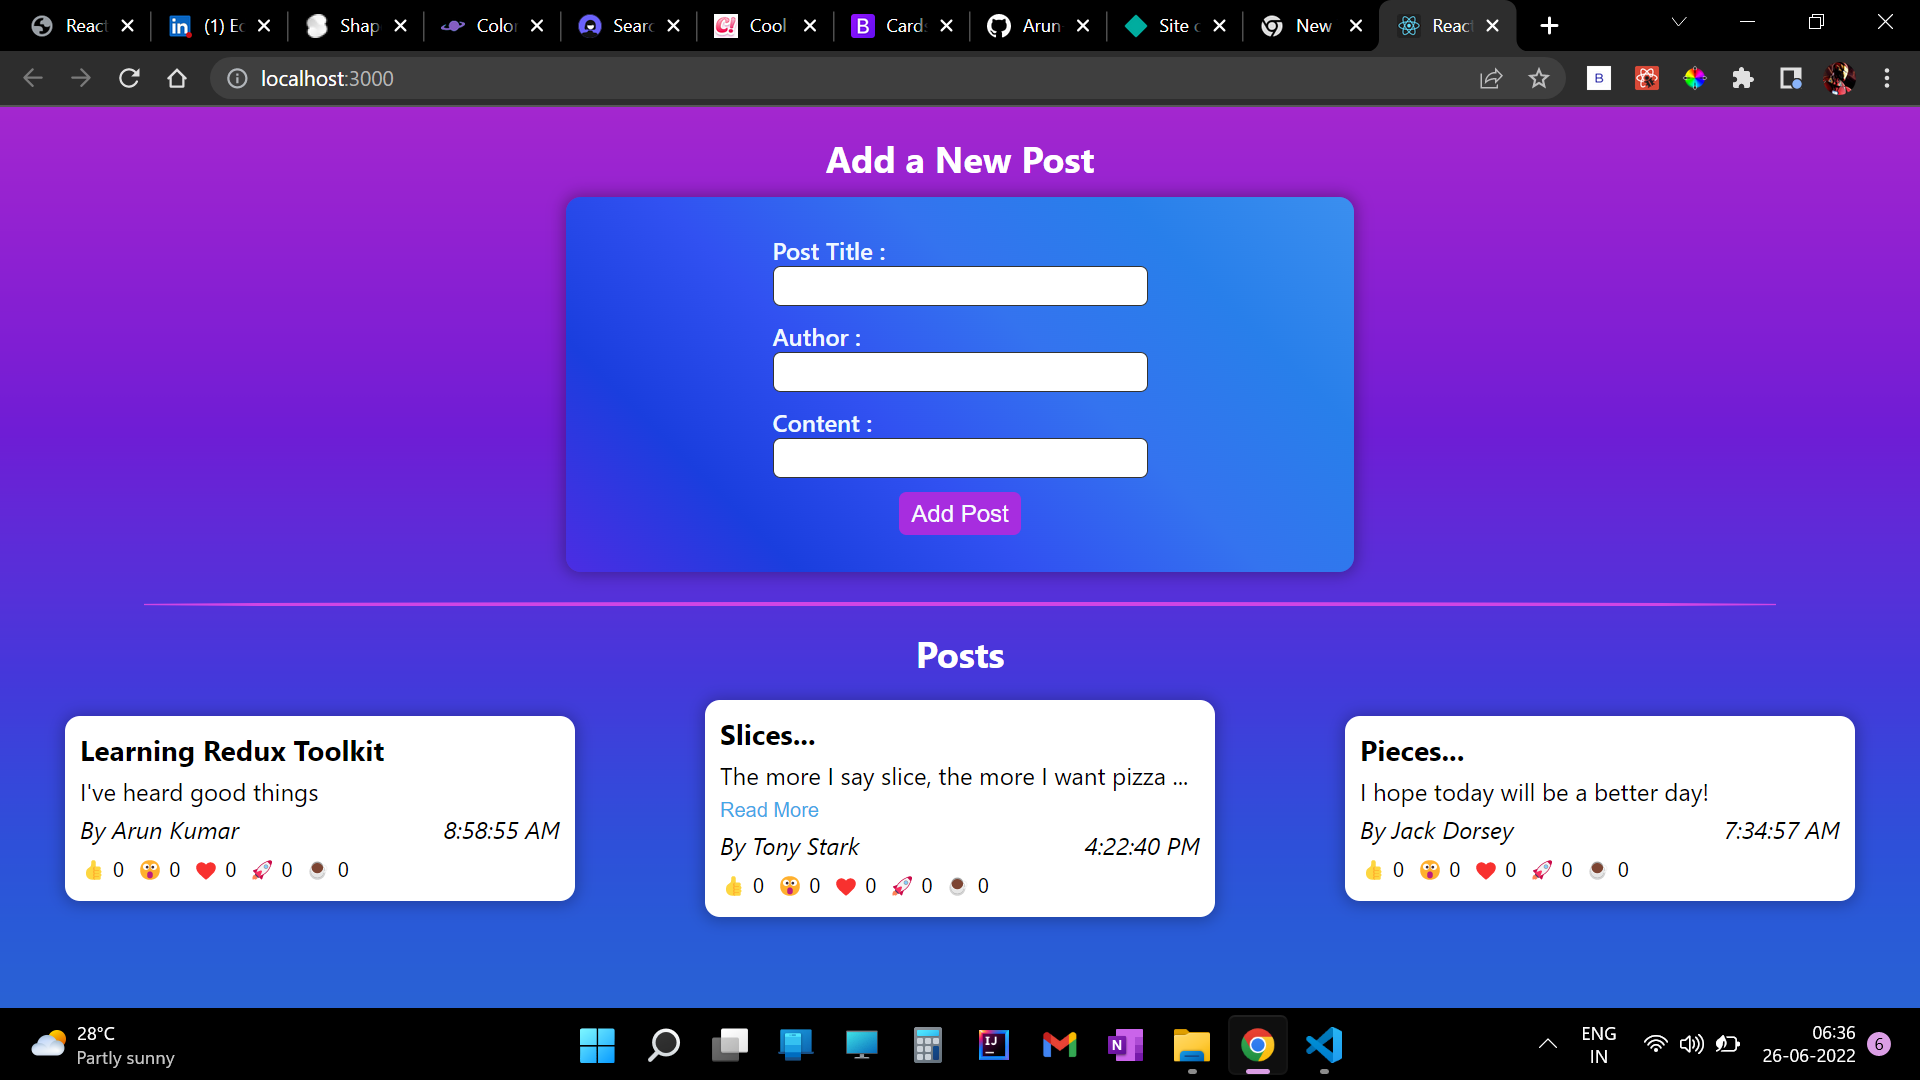 React
(1) Ec
Shap
Color
Searc
Cool
Cards
Arun
Site c
New
React
localhost:3000
Add a New Post
Post Title :
Author :
Content :
Add Post
Posts
Learning Redux Toolkit
I've heard good things
By Arun Kumar 8:58:55 AM
👍 0 😲 0 ❤️ 0 🚀 0 ☕ 0
Slices...
The more I say slice, the more I want pizza ...
Read More
By Tony Stark 4:22:40 PM
👍 0 😲 0 ❤️ 0 🚀 0 ☕ 0
Pieces...
I hope today will be a better day!
By Jack Dorsey 7:34:57 AM
👍 0 😲 0 ❤️ 0 🚀 0 ☕ 0
28°C
Partly sunny
ENG
IN
06:36
26-06-2022
6